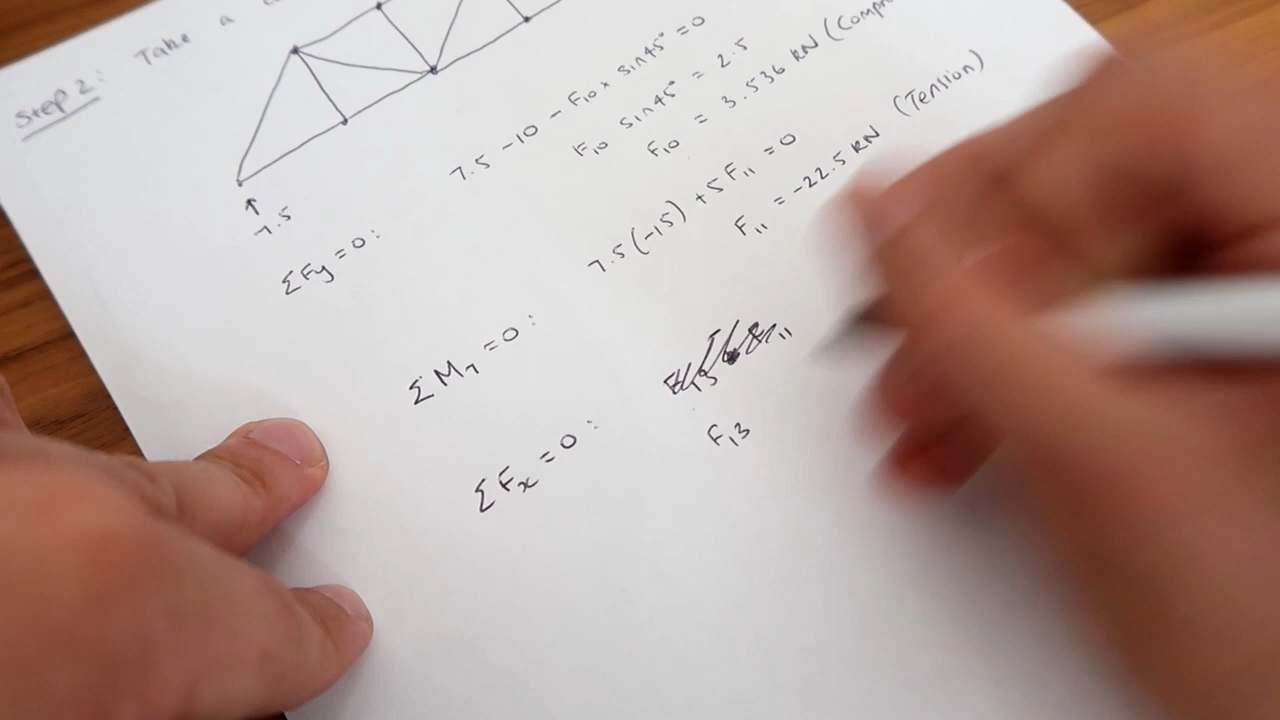 Step 2: Take a
7.5
ΣFy = 0: 7.5 - 10 - F10 x sin45° = 0
F10 sin45° = 2.5
F10 = 3.536 kN
ΣM7 = 0: 7.5(-15) + 5F11 = 0
F11 = -22.5 kN (Tension)
ΣFx = 0:
F13